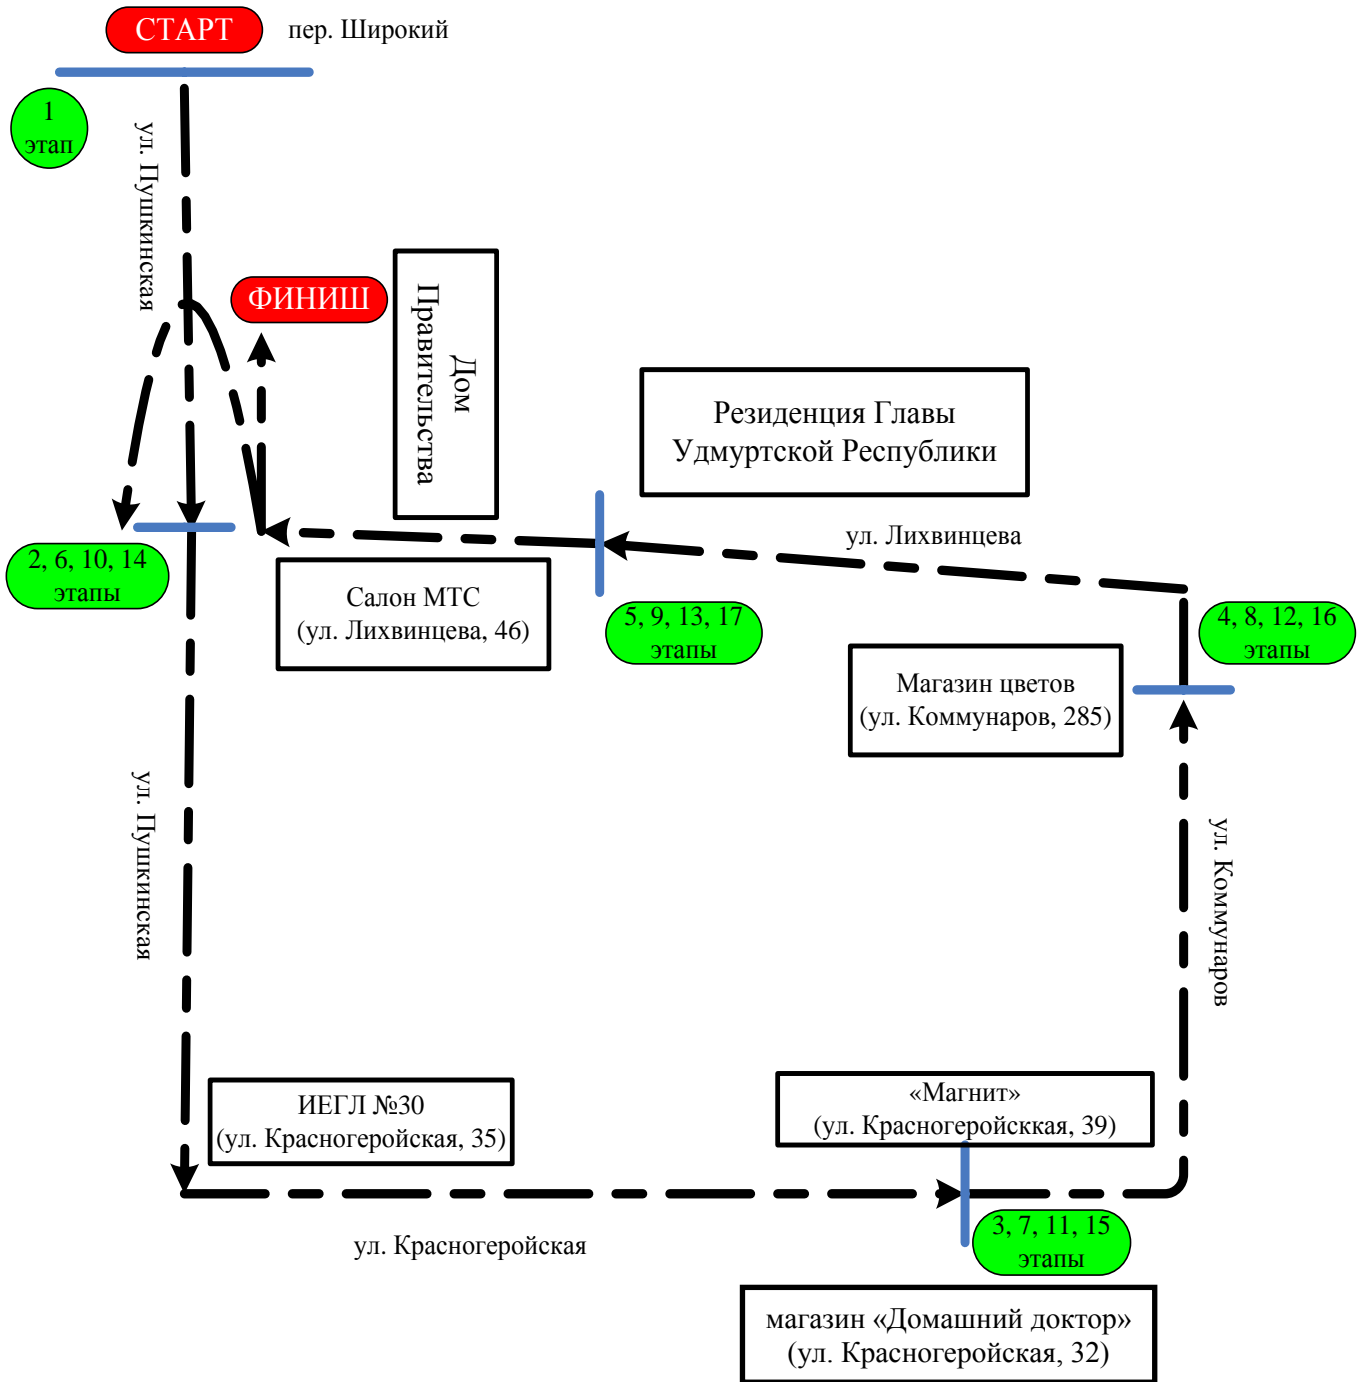 СТАРТ
пер. Широкий
1
этап
ул. Пушкинская
ФИНИШ
Дом
Правительства
Резиденция Главы
Удмуртской Республики
ул. Лихвинцева
2, 6, 10, 14
этапы
Салон МТС
(ул. Лихвинцева, 46)
5, 9, 13, 17
этапы
4, 8, 12, 16
этапы
Магазин цветов
(ул. Коммунаров, 285)
ул. Пушкинская
ул. Коммунаров
ИЕГЛ №30
(ул. Красногеройская, 35)
«Магнит»
(ул. Красногеройсккая, 39)
3, 7, 11, 15
этапы
ул. Красногеройская
магазин «Домашний доктор»
(ул. Красногеройская, 32)